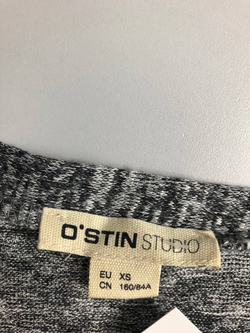 O'STIN STUDIO
EU XS
CN 160/84A